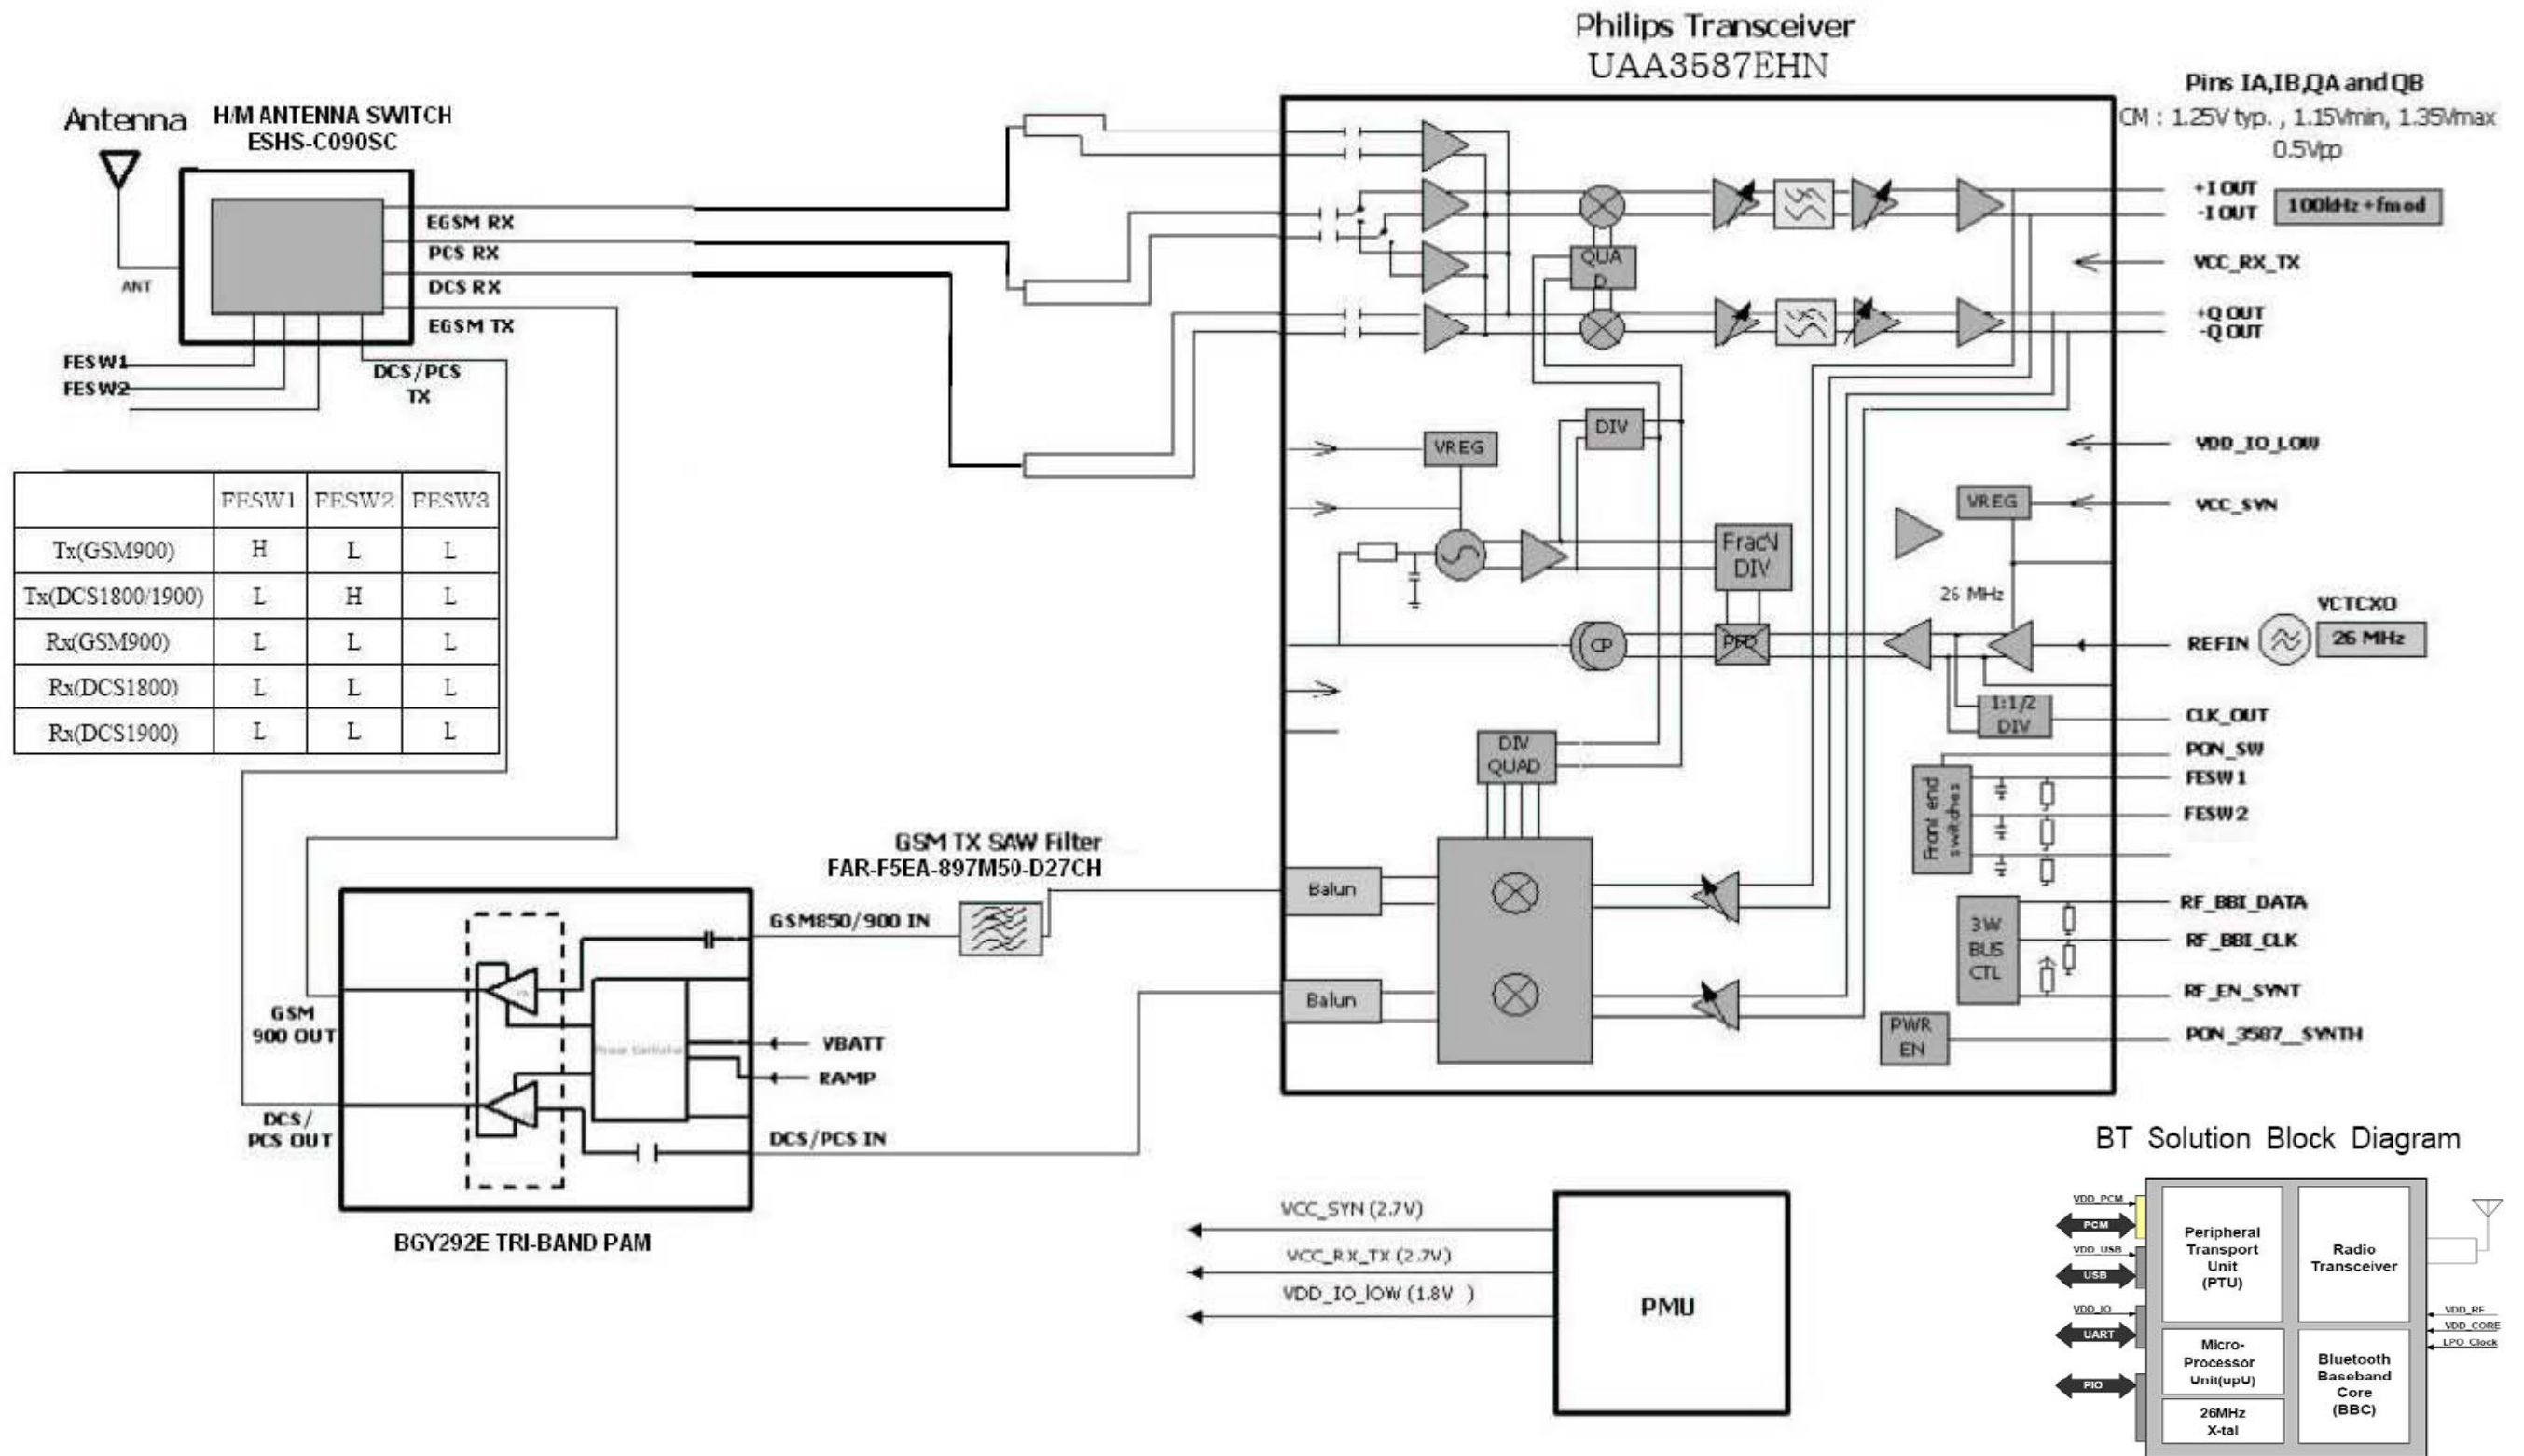 Philips Transceiver
UAA3587EHN
Pins IA,IB,QA and QB
CM : 1.25V typ. , 1.15Vmin, 1.35Vmax
0.5Vpp
Antenna
H/M ANTENNA SWITCH
ESHS-C090SC
ANT
EGSM RX
PCS RX
DCS RX
EGSM TX
FESW1
FESW2
DCS/PCS
TX
+I OUT
-I OUT
100kHz+fmod
VCC_RX_TX
+Q OUT
-Q OUT
QUA
D
DIV
VREG
VDD_IO_LOW
VREG
VCC_SYN
FESW1 FESW2 FESW3
Tx(GSM900) H L L
Tx(DCS1800/1900) L H L
Rx(GSM900) L L L
Rx(DCS1800) L L L
Rx(DCS1900) L L L
FracN
DIV
26 MHz
CP
PFD
VCTCXO
REFIN
26 MHz
1:1/2
DIV
CLK_OUT
PON_SW
FESW1
FESW2
Front end
switches
DIV
QUAD
GSM TX SAW Filter
FAR-F5EA-897M50-D27CH
Balun
Balun
3W
BUS
CTL
RF_BBI_DATA
RF_BBI_CLK
RF_EN_SYNT
PWR
EN
PON_3587__SYNTH
GSM850/900 IN
GSM
900 OUT
Power Controller
VBATT
RAMP
DCS/
PCS OUT
DCS/PCS IN
BGY292E TRI-BAND PAM
VCC_SYN (2.7V)
VCC_RX_TX (2.7V)
VDD_IO_lOW (1.8V )
PMU
BT Solution Block Diagram
VDD_PCM
PCM
VDD_USB
USB
VDD_IO
UART
PIO
Peripheral
Transport
Unit
(PTU)
Radio
Transceiver
Micro-
Processor
Unit(upU)
26MHz
X-tal
Bluetooth
Baseband
Core
(BBC)
VDD_RF
VDD_CORE
LPO_Clock